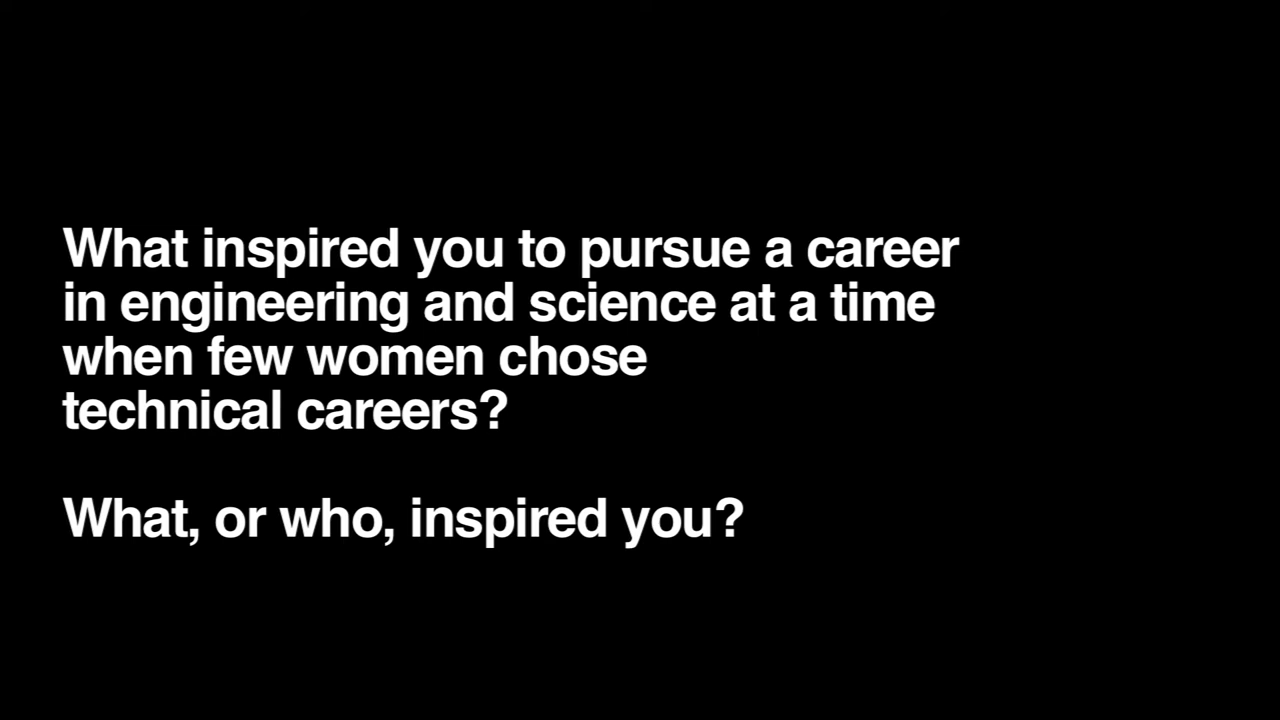 What inspired you to pursue a career
in engineering and science at a time
when few women chose
technical careers?
What, or who, inspired you?